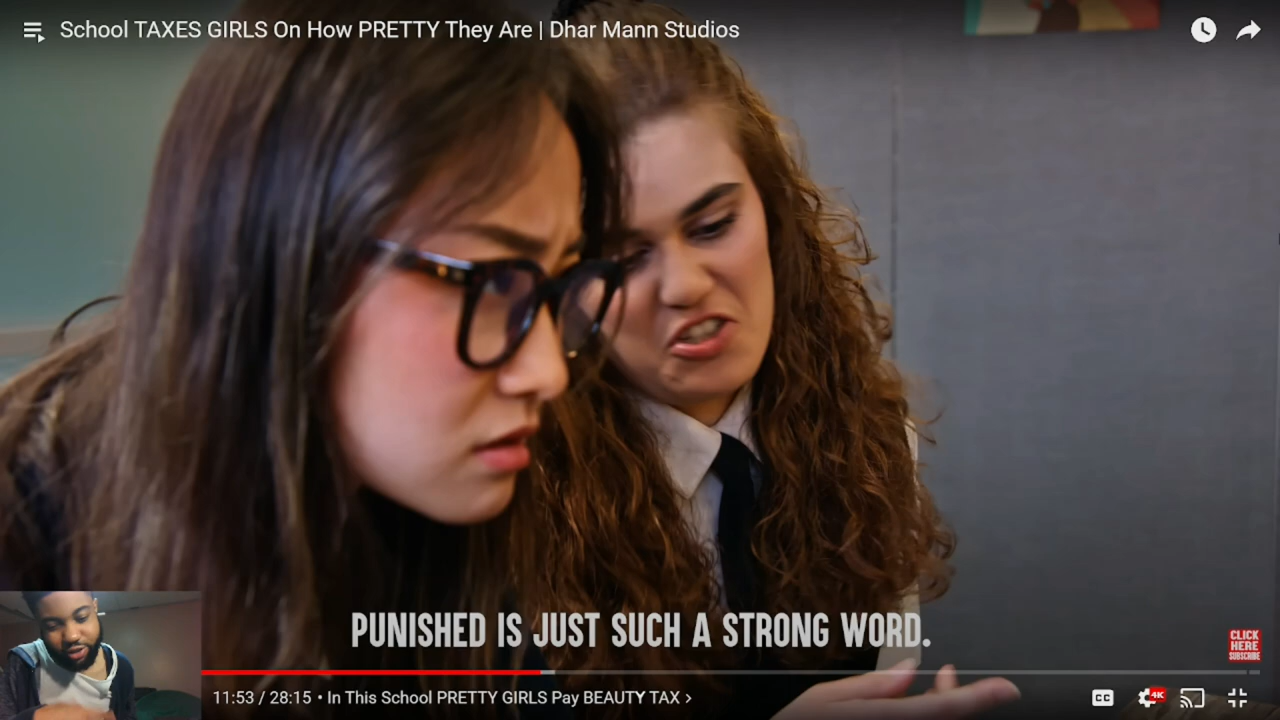 School TAXES GIRLS On How PRETTY They Are | Dhar Mann Studios
PUNISHED IS JUST SUCH A STRONG WORD.
CLICK
HERE
SUBSCRIBE
11:53 / 28:15 • In This School PRETTY GIRLS Pay BEAUTY TAX >
CC
4K